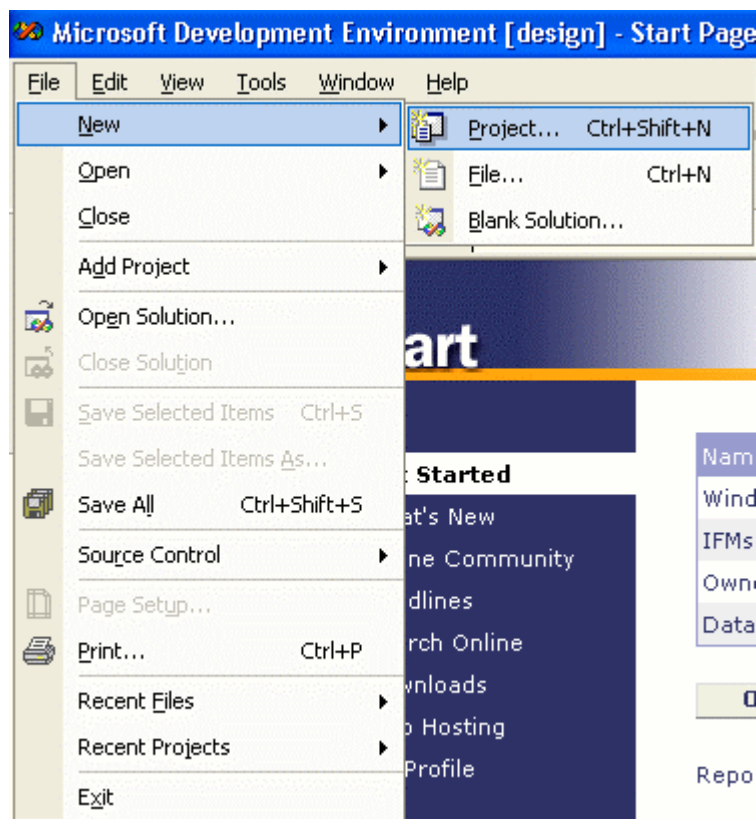 Microsoft Development Environment [design] - Start Page
File Edit View Tools Window Help
New
Project... Ctrl+Shift+N
Open
File... Ctrl+N
Close
Blank Solution...
Add Project
Open Solution...
art
Close Solution
Save Selected Items Ctrl+S
Save Selected Items As...
Started
Nam
Save All Ctrl+Shift+S
at's New
Wind
Source Control
ne Community
IFMs
Page Setup...
dlines
Owne
Print... Ctrl+P
rch Online
Data
Recent Files
wnloads
Recent Projects
Hosting
Exit
Profile
Repo